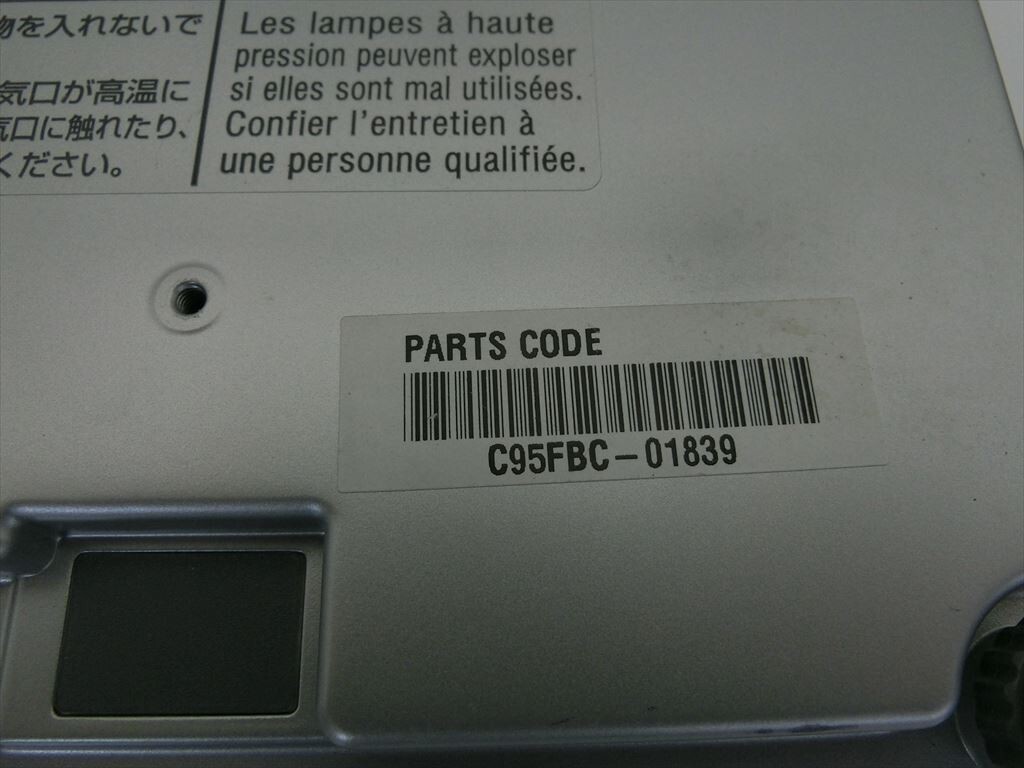 物を入れないで
気口が高温に
気口に触れたり、
ください。
Les lampes à haute
pression peuvent exploser
si elles sont mal utilisées.
Confier l'entretien à
une personne qualifiée.
PARTS CODE
C95FBC-01839